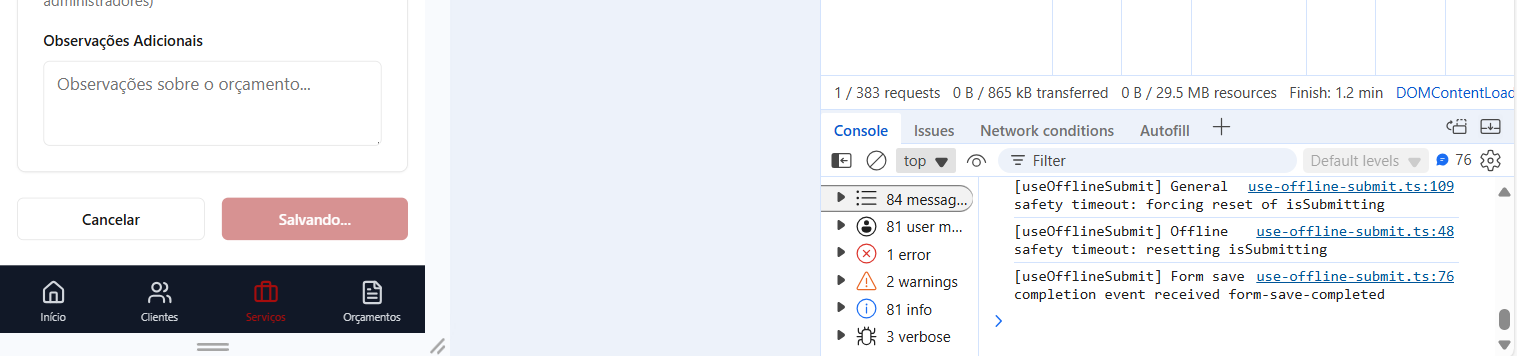 administradores)
Observações Adicionais
Observações sobre o orçamento...
Cancelar
Salvando...
Início
Clientes
Serviços
Orçamentos
1 / 383 requests 0 B / 865 kB transferred 0 B / 29.5 MB resources Finish: 1.2 min DOMContentLoad
Console Issues Network conditions Autofill
top Filter Default levels 76
84 messag...
81 user m...
1 error
2 warnings
81 info
3 verbose
[useOfflineSubmit] General use-offline-submit.ts:109
safety timeout: forcing reset of isSubmitting
[useOfflineSubmit] Offline use-offline-submit.ts:48
safety timeout: resetting isSubmitting
[useOfflineSubmit] Form save use-offline-submit.ts:76
completion event received form-save-completed